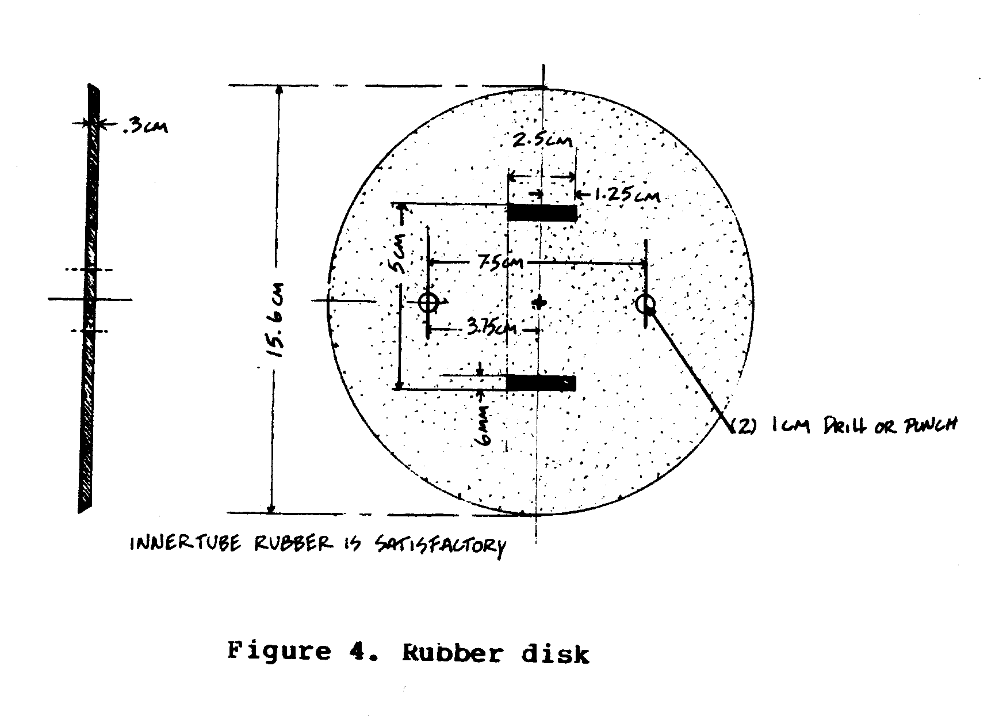 .3cm
2.5cm
1.25cm
5cm
7.5cm
15.6cm
3.75cm
6mm
(2) 1cm Drill or PUNCH
INNERTUBE RUBBER IS SATISFACTORY
Figure 4. Rubber disk